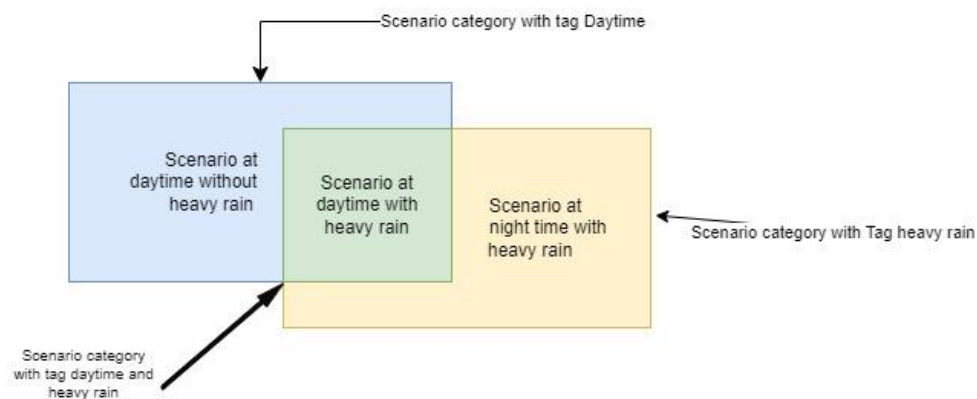 Scenario category with tag Daytime
Scenario at
daytime without
heavy rain
Scenario at
daytime with
heavy rain
Scenario at
night time with
heavy rain
Scenario category with Tag heavy rain
Scenario category
with tag daytime and
heavy rain